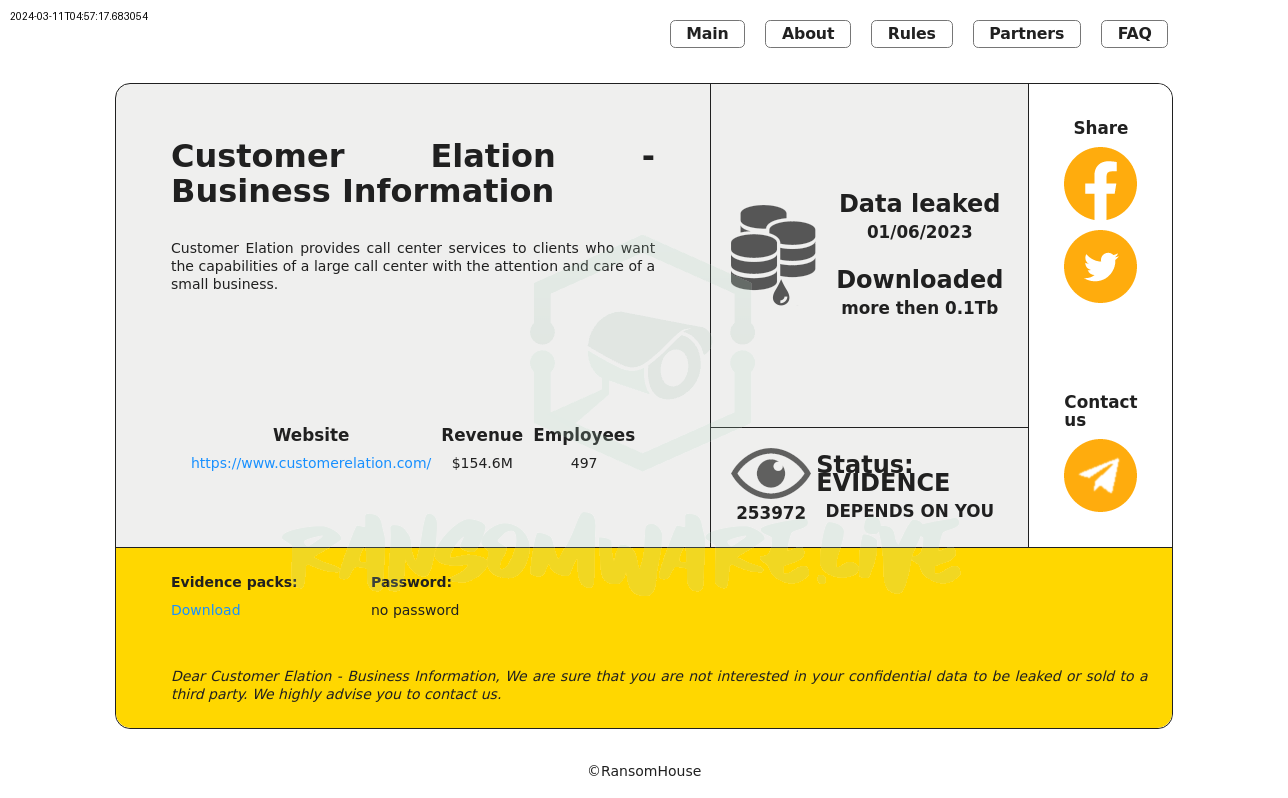 2024-03-11T04:57:17.683054
Main About Rules Partners FAQ
Customer Elation -
Business Information
Customer Elation provides call center services to clients who want
the capabilities of a large call center with the attention and care of a
small business.
Website Revenue Employees
https://www.customerelation.com/ $154.6M 497
Data leaked
01/06/2023
Downloaded
more then 0.1Tb
Status:
EVIDENCE
253972 DEPENDS ON YOU
Share
Contact
us
RANSOMWARE.LIVE
Evidence packs: Password:
Download no password
Dear Customer Elation - Business Information, We are sure that you are not interested in your confidential data to be leaked or sold to a
third party. We highly advise you to contact us.
©RansomHouse